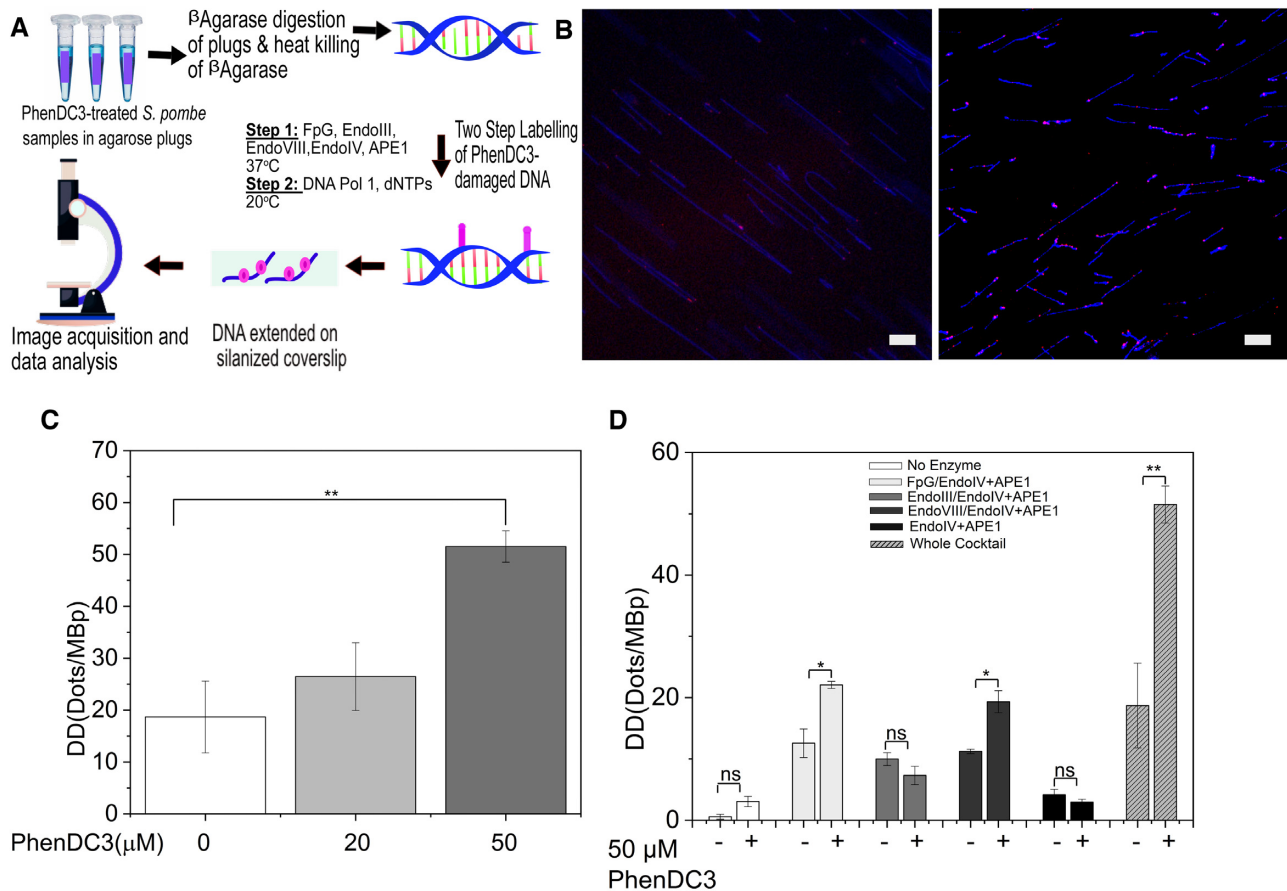 A
βAgarase digestion
of plugs & heat killing
of βAgarase
PhenDC3-treated S. pombe
samples in agarose plugs
Step 1: FpG, EndoIII,
EndoVIII,EndoIV, APE1
37°C
Step 2: DNA Pol 1, dNTPs
20°C
Two Step Labelling
of PhenDC3-
damaged DNA
Image acquisition and
data analysis
DNA extended on
silanized coverslip
B
C
70
60
50
40
30
20
10
0
DD(Dots/MBp)
**
PhenDC3(μM)
0
20
50
D
60
40
20
0
DD(Dots/MBp)
No Enzyme
FpG/EndoIV+APE1
EndoIII/EndoIV+APE1
EndoVIII/EndoIV+APE1
EndoIV+APE1
Whole Cocktail
ns
*
ns
*
ns
**
- + - + - + - + - + - +
50 μM
PhenDC3